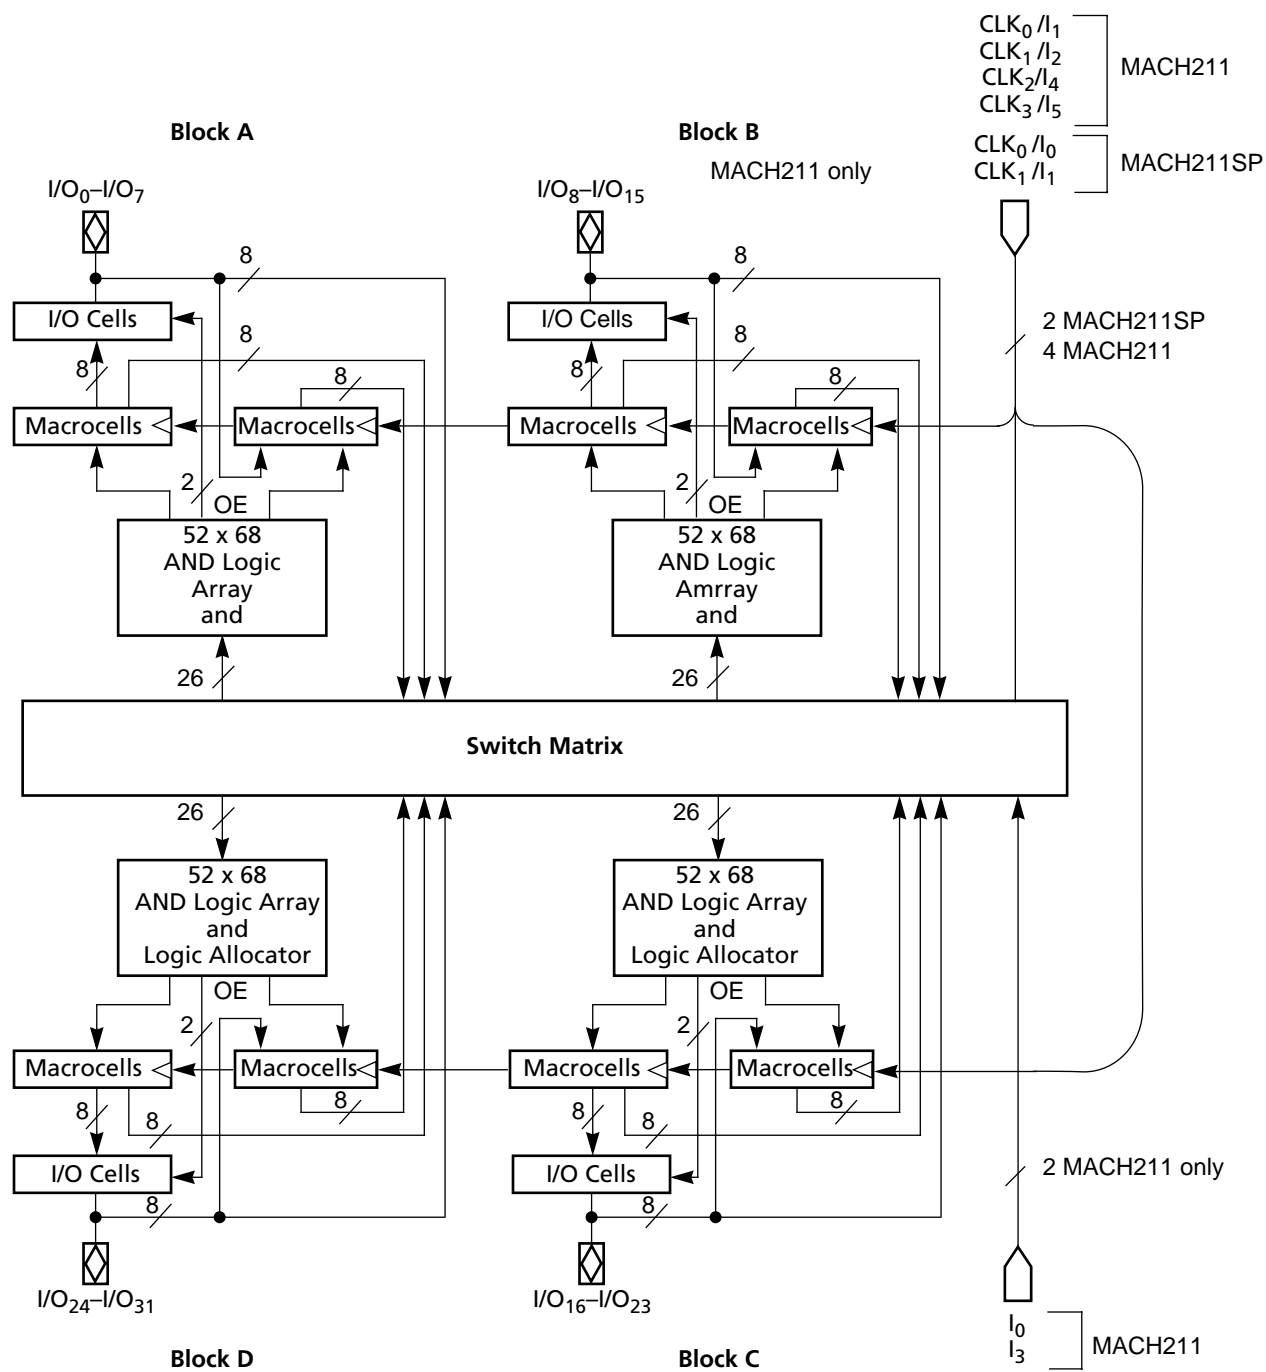 CLK0/I1
CLK1/I2
CLK2/I4
CLK3/I5
MACH211
CLK0/I0
CLK1/I1
MACH211SP
Block A
Block B
MACH211 only
I/O0–I/O7
I/O8–I/O15
8
8
I/O Cells
I/O Cells
2 MACH211SP
4 MACH211
8
8
8
8
8
8
Macrocells
Macrocells
Macrocells
Macrocells
2
OE
2
OE
52 x 68
AND Logic
Array
and
52 x 68
AND Logic
Amrray
and
26
26
Switch Matrix
26
26
52 x 68
AND Logic Array
and
Logic Allocator
52 x 68
AND Logic Array
and
Logic Allocator
OE
OE
2
2
Macrocells
Macrocells
Macrocells
Macrocells
8
8
8
8
8
8
I/O Cells
I/O Cells
2 MACH211 only
8
8
I/O24–I/O31
I/O16–I/O23
I0
I3
MACH211
Block D
Block C